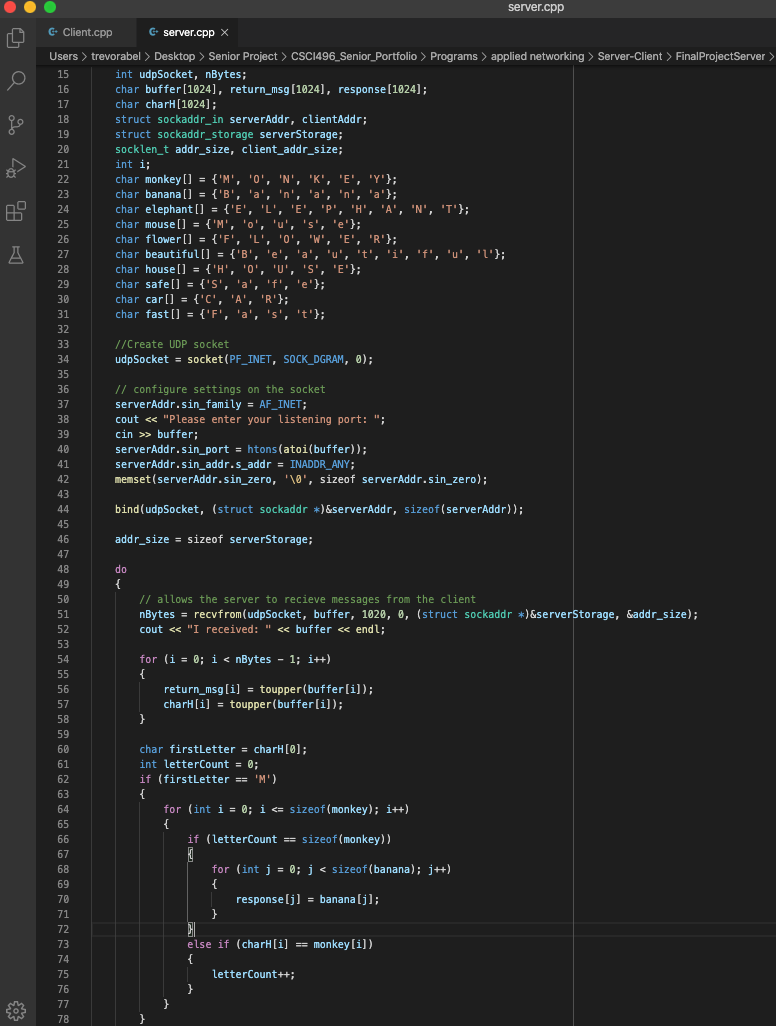 server.cpp
Client.cpp server.cpp ×
Users > trevorabel > Desktop > Senior Project > CSCI496_Senior_Portfolio > Programs > applied networking > Server-Client > FinalProjectServer >
15 int udpSocket, nBytes;
16 char buffer[1024], return_msg[1024], response[1024];
17 char charH[1024];
18 struct sockaddr_in serverAddr, clientAddr;
19 struct sockaddr_storage serverStorage;
20 socklen_t addr_size, client_addr_size;
21 int i;
22 char monkey[] = {'M', 'O', 'N', 'K', 'E', 'Y'};
23 char banana[] = {'B', 'a', 'n', 'a', 'n', 'a'};
24 char elephant[] = {'E', 'L', 'E', 'P', 'H', 'A', 'N', 'T'};
25 char mouse[] = {'M', 'o', 'u', 's', 'e'};
26 char flower[] = {'F', 'L', 'O', 'W', 'E', 'R'};
27 char beautiful[] = {'B', 'e', 'a', 'u', 't', 'i', 'f', 'u', 'l'};
28 char house[] = {'H', 'O', 'U', 'S', 'E'};
29 char safe[] = {'S', 'a', 'f', 'e'};
30 char car[] = {'C', 'A', 'R'};
31 char fast[] = {'F', 'a', 's', 't'};
32
33 //Create UDP socket
34 udpSocket = socket(PF_INET, SOCK_DGRAM, 0);
35
36 // configure settings on the socket
37 serverAddr.sin_family = AF_INET;
38 cout << "Please enter your listening port: ";
39 cin >> buffer;
40 serverAddr.sin_port = htons(atoi(buffer));
41 serverAddr.sin_addr.s_addr = INADDR_ANY;
42 memset(serverAddr.sin_zero, '\0', sizeof serverAddr.sin_zero);
43
44 bind(udpSocket, (struct sockaddr *)&serverAddr, sizeof(serverAddr));
45
46 addr_size = sizeof serverStorage;
47
48 do
49 {
50 // allows the server to recieve messages from the client
51 nBytes = recvfrom(udpSocket, buffer, 1020, 0, (struct sockaddr *)&serverStorage, &addr_size);
52 cout << "I received: " << buffer << endl;
53
54 for (i = 0; i < nBytes - 1; i++)
55 {
56 return_msg[i] = toupper(buffer[i]);
57 charH[i] = toupper(buffer[i]);
58 }
59
60 char firstLetter = charH[0];
61 int letterCount = 0;
62 if (firstLetter == 'M')
63 {
64 for (int i = 0; i <= sizeof(monkey); i++)
65 {
66 if (letterCount == sizeof(monkey))
67 {
68 for (int j = 0; j < sizeof(banana); j++)
69 {
70 response[j] = banana[j];
71 }
72 }
73 else if (charH[i] == monkey[i])
74 {
75 letterCount++;
76 }
77 }
78 }